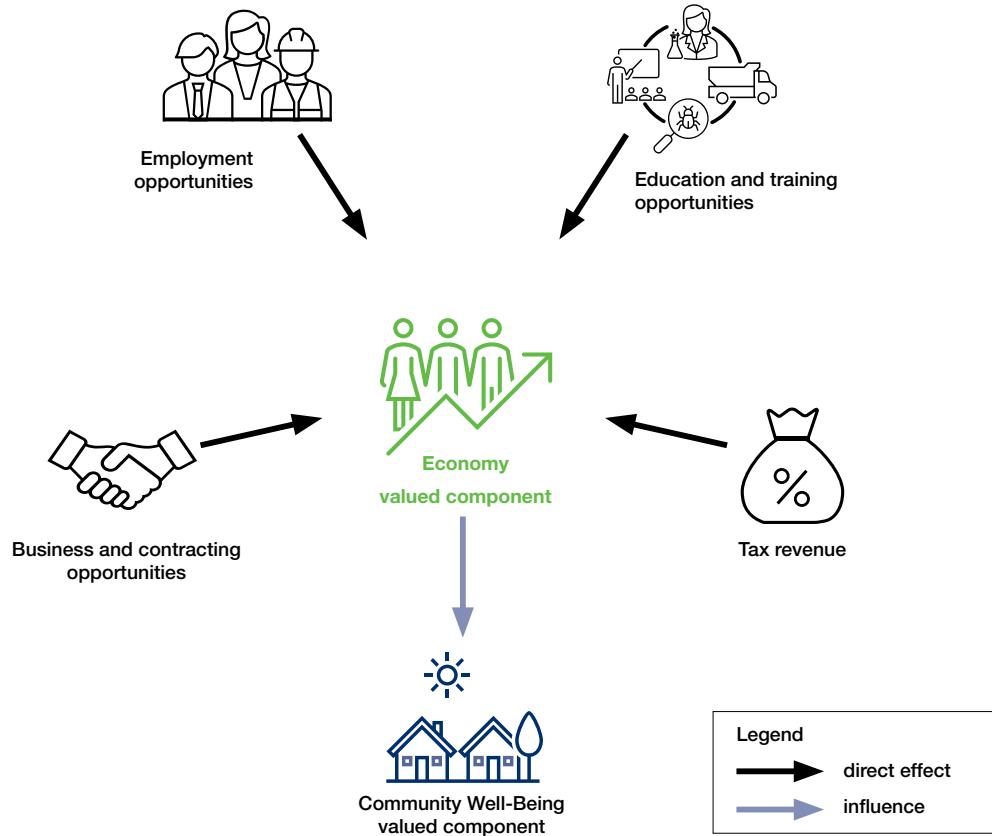 Employment
opportunities
Education and training
opportunities
Economy
valued component
%
Business and contracting
opportunities
Tax revenue
Community Well-Being
valued component
Legend
direct effect
influence